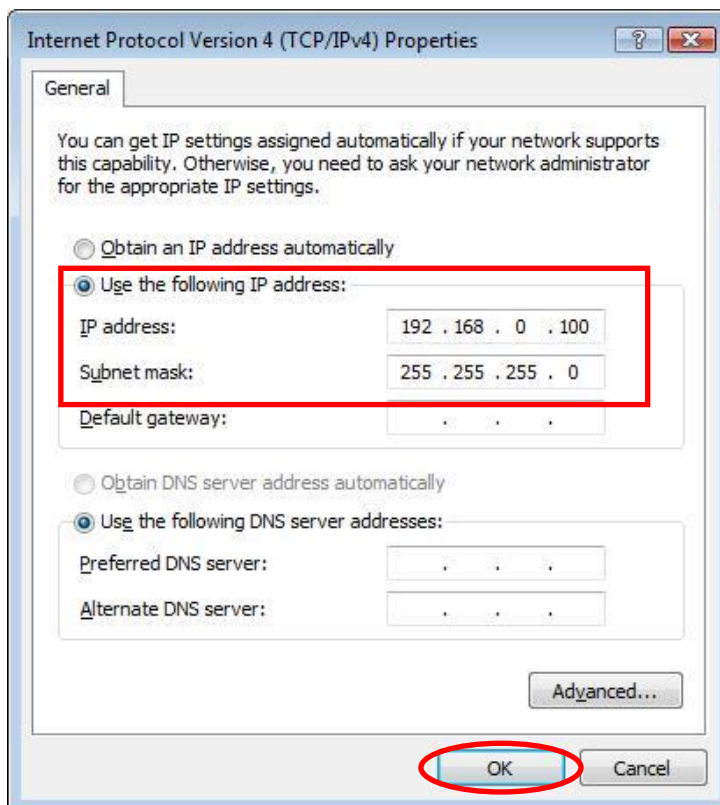 Internet Protocol Version 4 (TCP/IPv4) Properties
General
You can get IP settings assigned automatically if your network supports
this capability. Otherwise, you need to ask your network administrator
for the appropriate IP settings.
Obtain an IP address automatically
Use the following IP address:
IP address: 192 . 168 . 0 . 100
Subnet mask: 255 . 255 . 255 . 0
Default gateway: . . .
Obtain DNS server address automatically
Use the following DNS server addresses:
Preferred DNS server: . . .
Alternate DNS server: . . .
Advanced...
OK Cancel